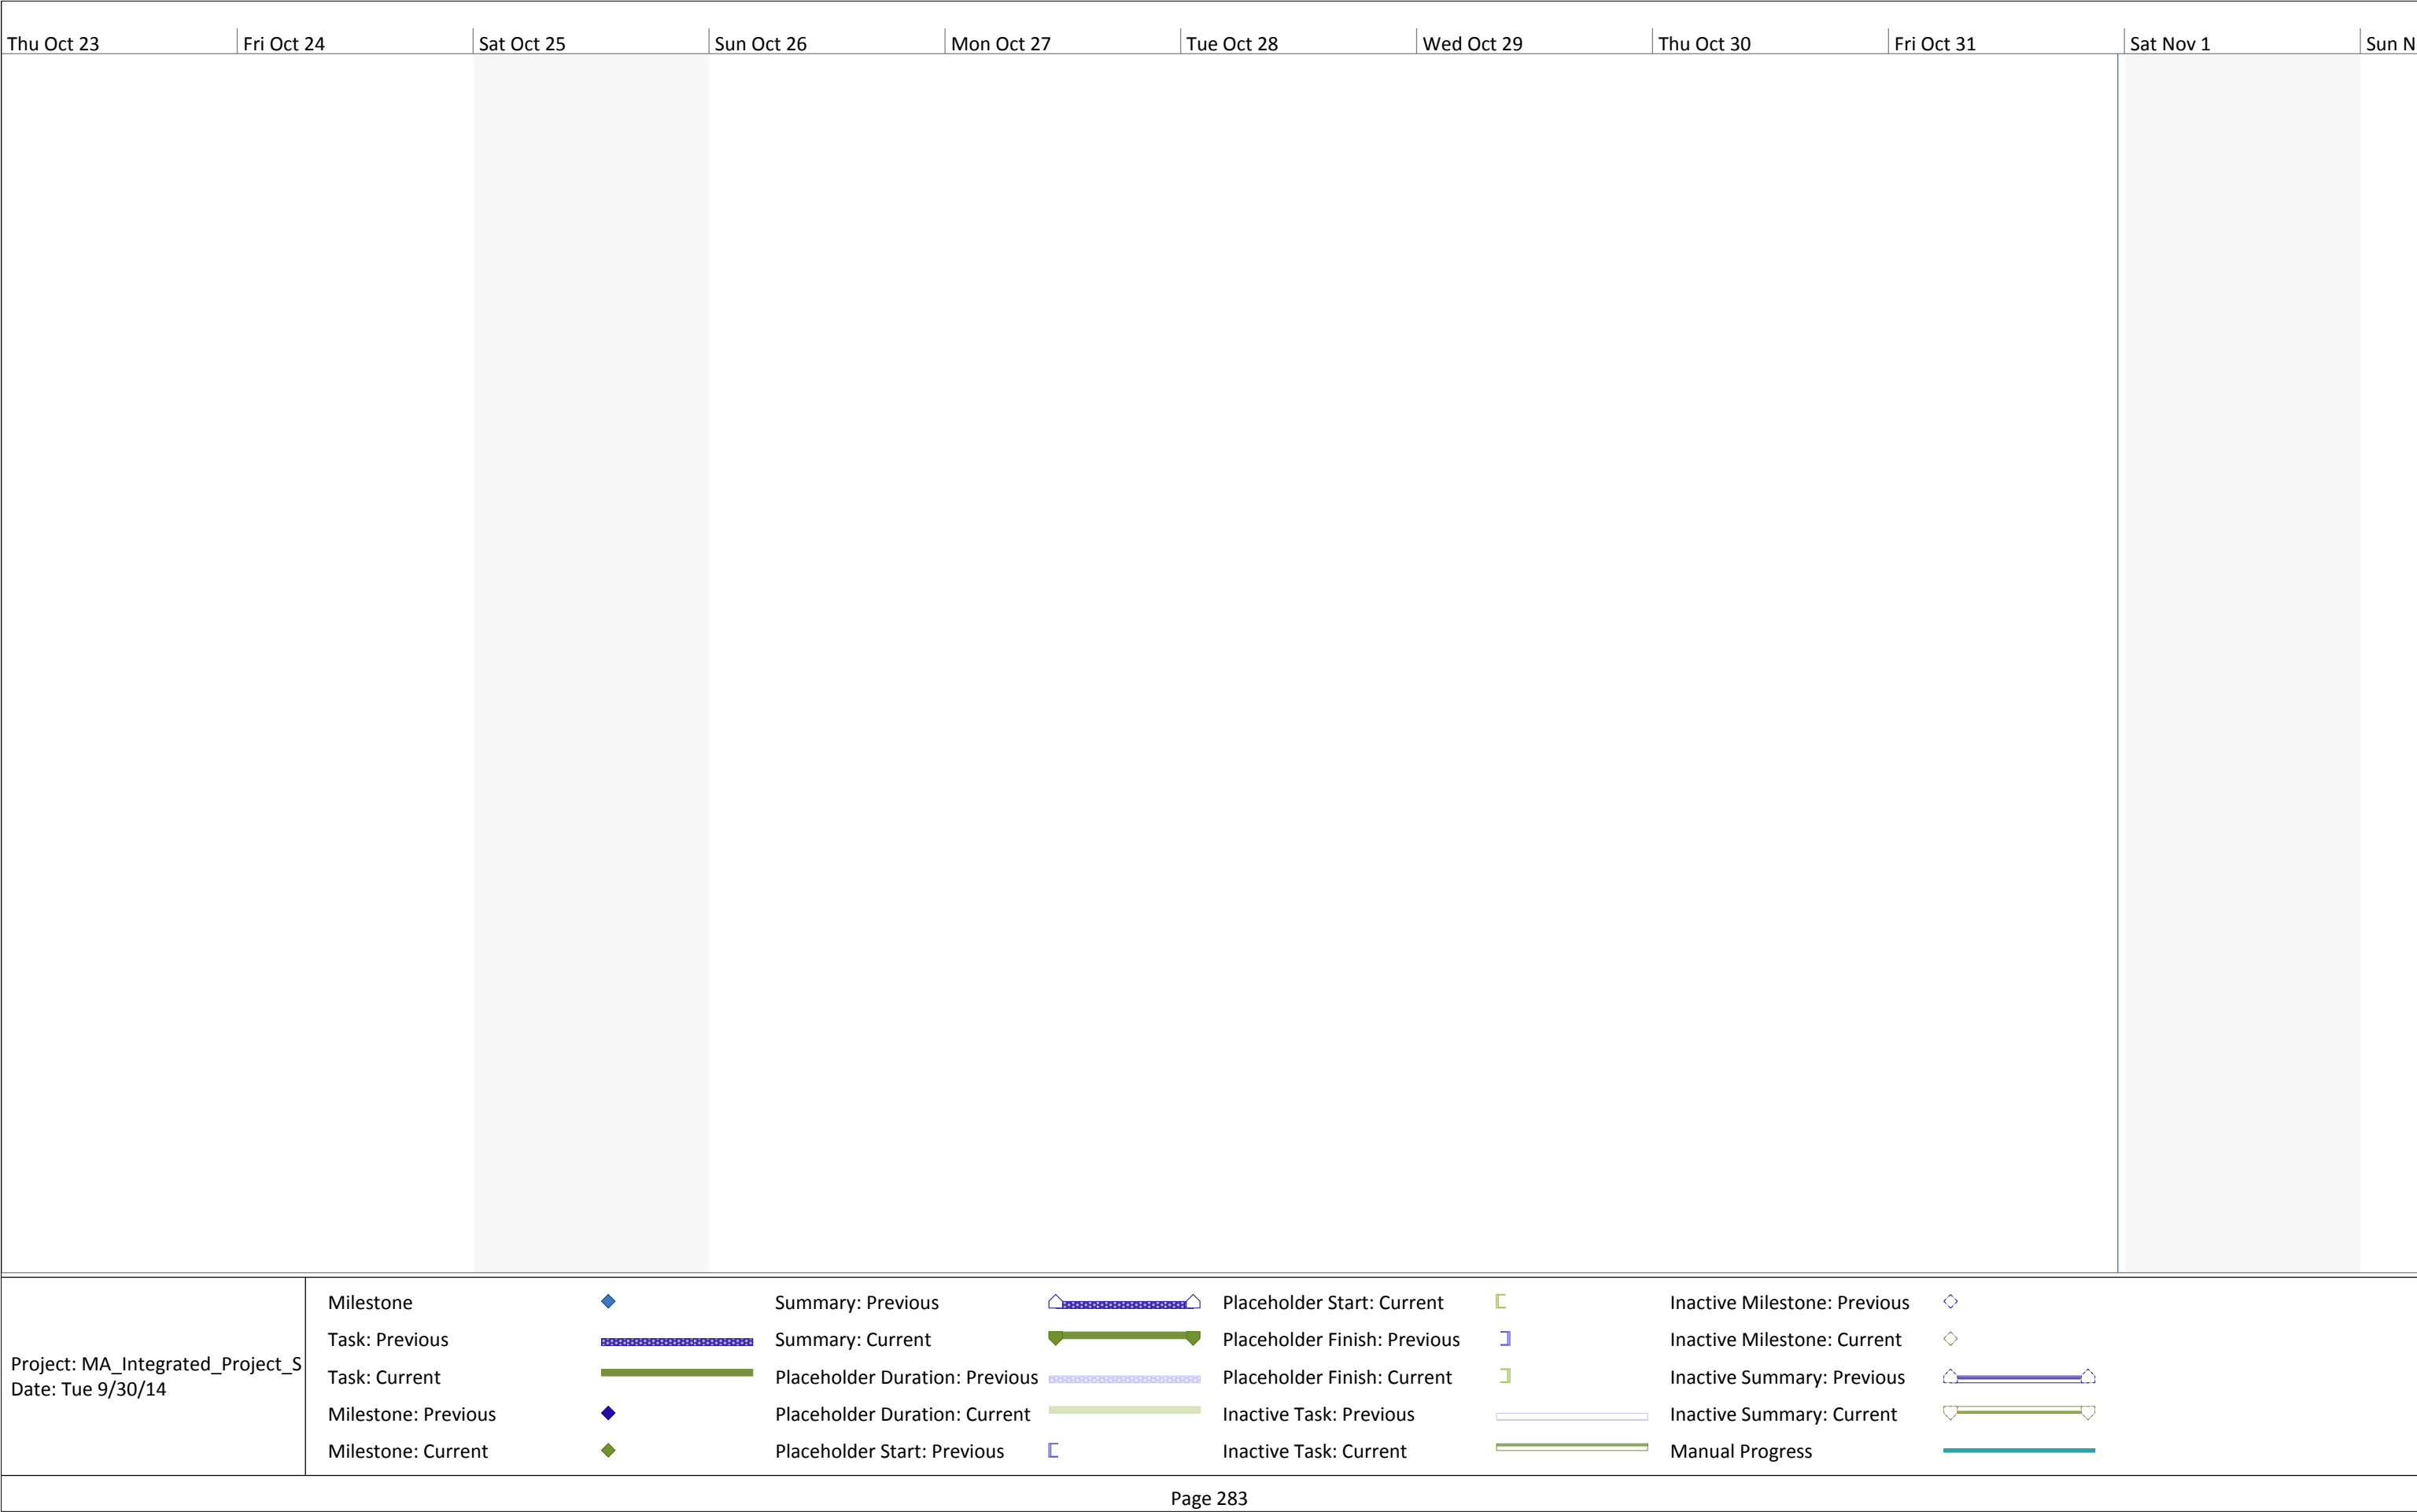 Thu Oct 23 Fri Oct 24 Sat Oct 25 Sun Oct 26 Mon Oct 27 Tue Oct 28 Wed Oct 29 Thu Oct 30 Fri Oct 31 Sat Nov 1 Sun N
Project: MA_Integrated_Project_S
Date: Tue 9/30/14
Milestone
Task: Previous
Task: Current
Milestone: Previous
Milestone: Current
Summary: Previous
Summary: Current
Placeholder Duration: Previous
Placeholder Duration: Current
Placeholder Start: Previous
Placeholder Start: Current
Placeholder Finish: Previous
Placeholder Finish: Current
Inactive Task: Previous
Inactive Task: Current
Inactive Milestone: Previous
Inactive Milestone: Current
Inactive Summary: Previous
Inactive Summary: Current
Manual Progress
Page 283